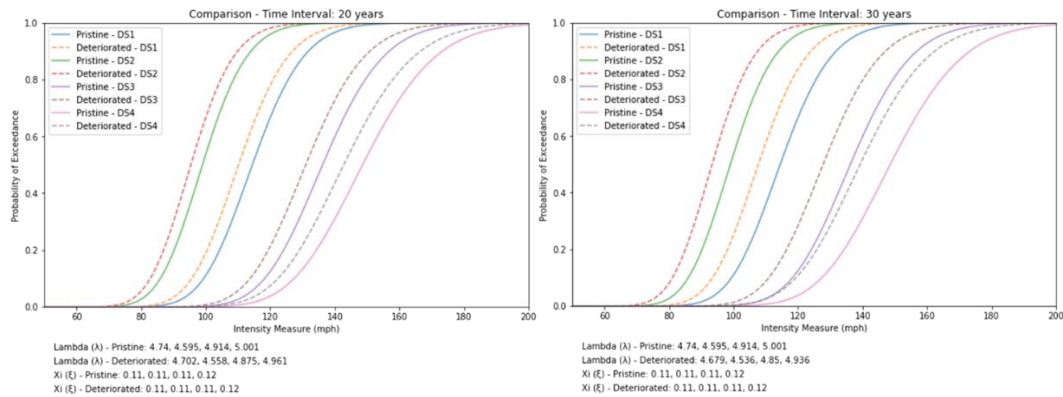 Comparison - Time Interval: 20 years
Pristine - DS1
Deteriorated - DS1
Pristine - DS2
Deteriorated - DS2
Pristine - DS3
Deteriorated - DS3
Pristine - DS4
Deteriorated - DS4
Probability of Exceedance
1.0
0.8
0.6
0.4
0.2
0.0
60 80 100 120 140 160 180 200
Intensity Measure (mph)
Lambda (λ) - Pristine: 4.74, 4.595, 4.914, 5.001
Lambda (λ) - Deteriorated: 4.702, 4.558, 4.875, 4.961
Xi (ξ) - Pristine: 0.11, 0.11, 0.11, 0.12
Xi (ξ) - Deteriorated: 0.11, 0.11, 0.11, 0.12
Comparison - Time Interval: 30 years
Pristine - DS1
Deteriorated - DS1
Pristine - DS2
Deteriorated - DS2
Pristine - DS3
Deteriorated - DS3
Pristine - DS4
Deteriorated - DS4
Probability of Exceedance
1.0
0.8
0.6
0.4
0.2
0.0
60 80 100 120 140 160 180 200
Intensity Measure (mph)
Lambda (λ) - Pristine: 4.74, 4.595, 4.914, 5.001
Lambda (λ) - Deteriorated: 4.679, 4.536, 4.85, 4.936
Xi (ξ) - Pristine: 0.11, 0.11, 0.11, 0.12
Xi (ξ) - Deteriorated: 0.11, 0.11, 0.11, 0.12